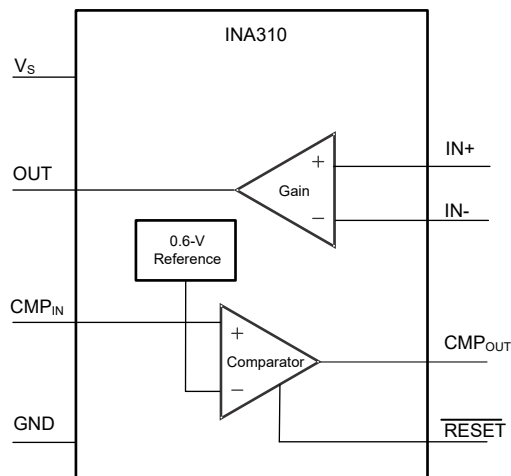 INA310
V_S
OUT
IN+
+
Gain
−
IN-
0.6-V
Reference
CMP_IN
+
Comparator
−
CMP_OUT
GND
RESET